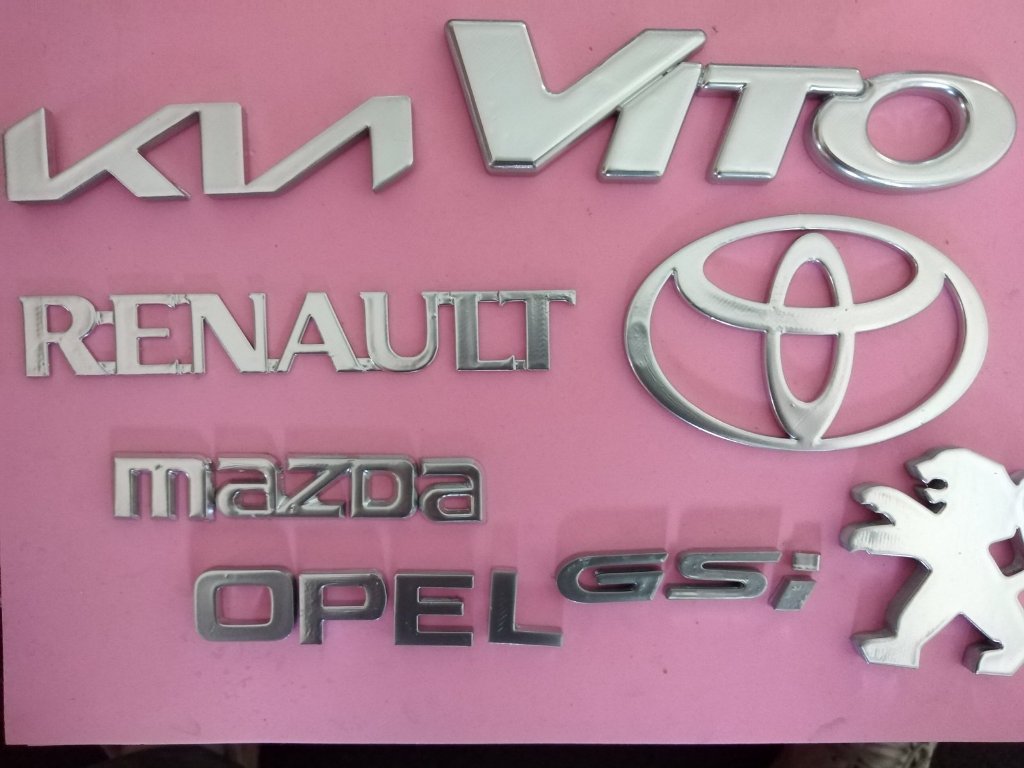 KIA
VITO
RENAULT
mazda
OPEL GSi